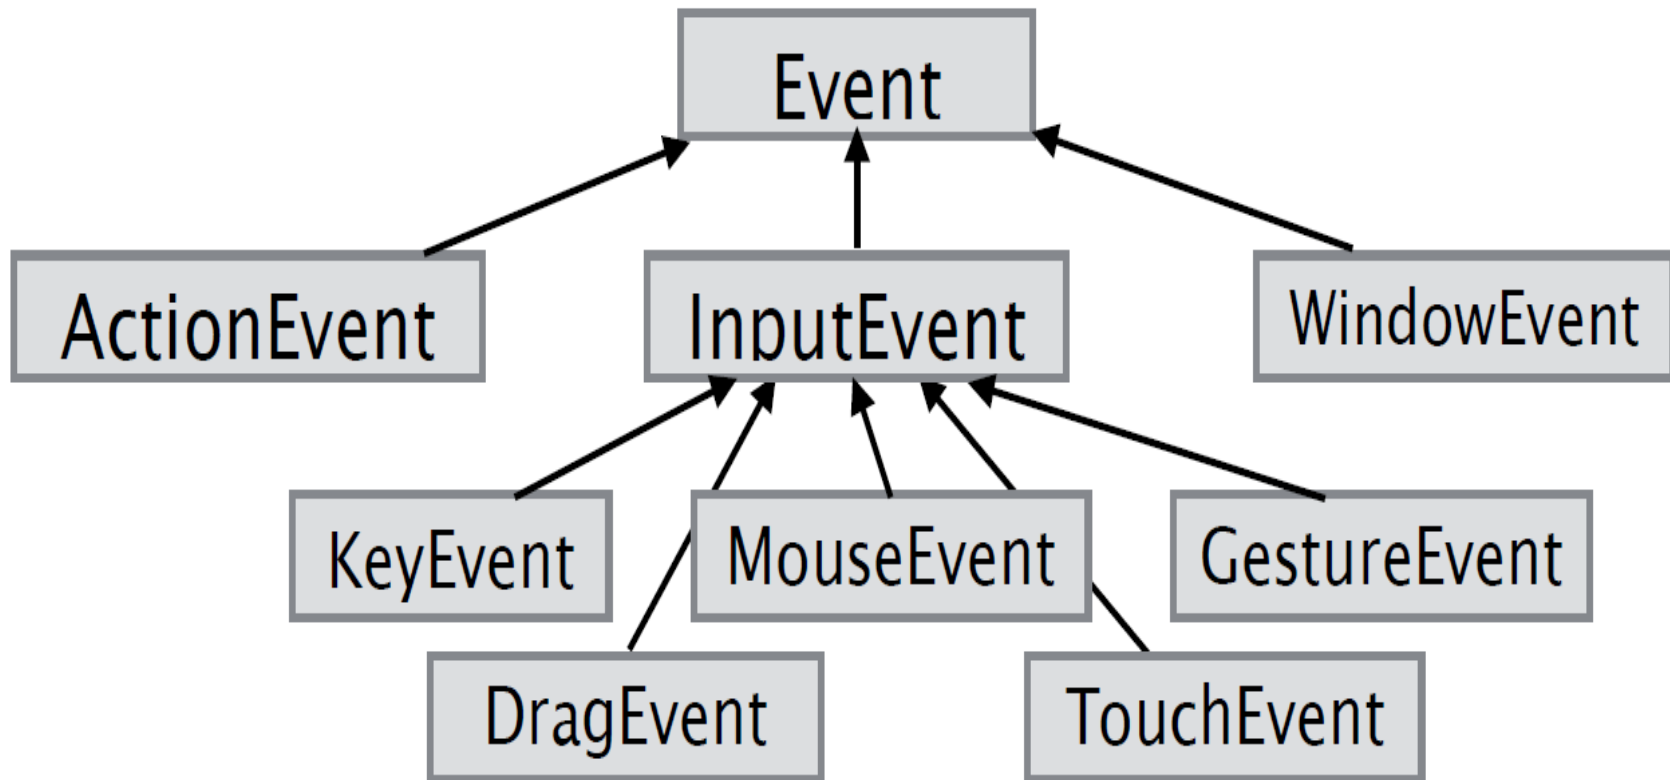 Event
ActionEvent
InputEvent
WindowEvent
KeyEvent
MouseEvent
GestureEvent
DragEvent
TouchEvent